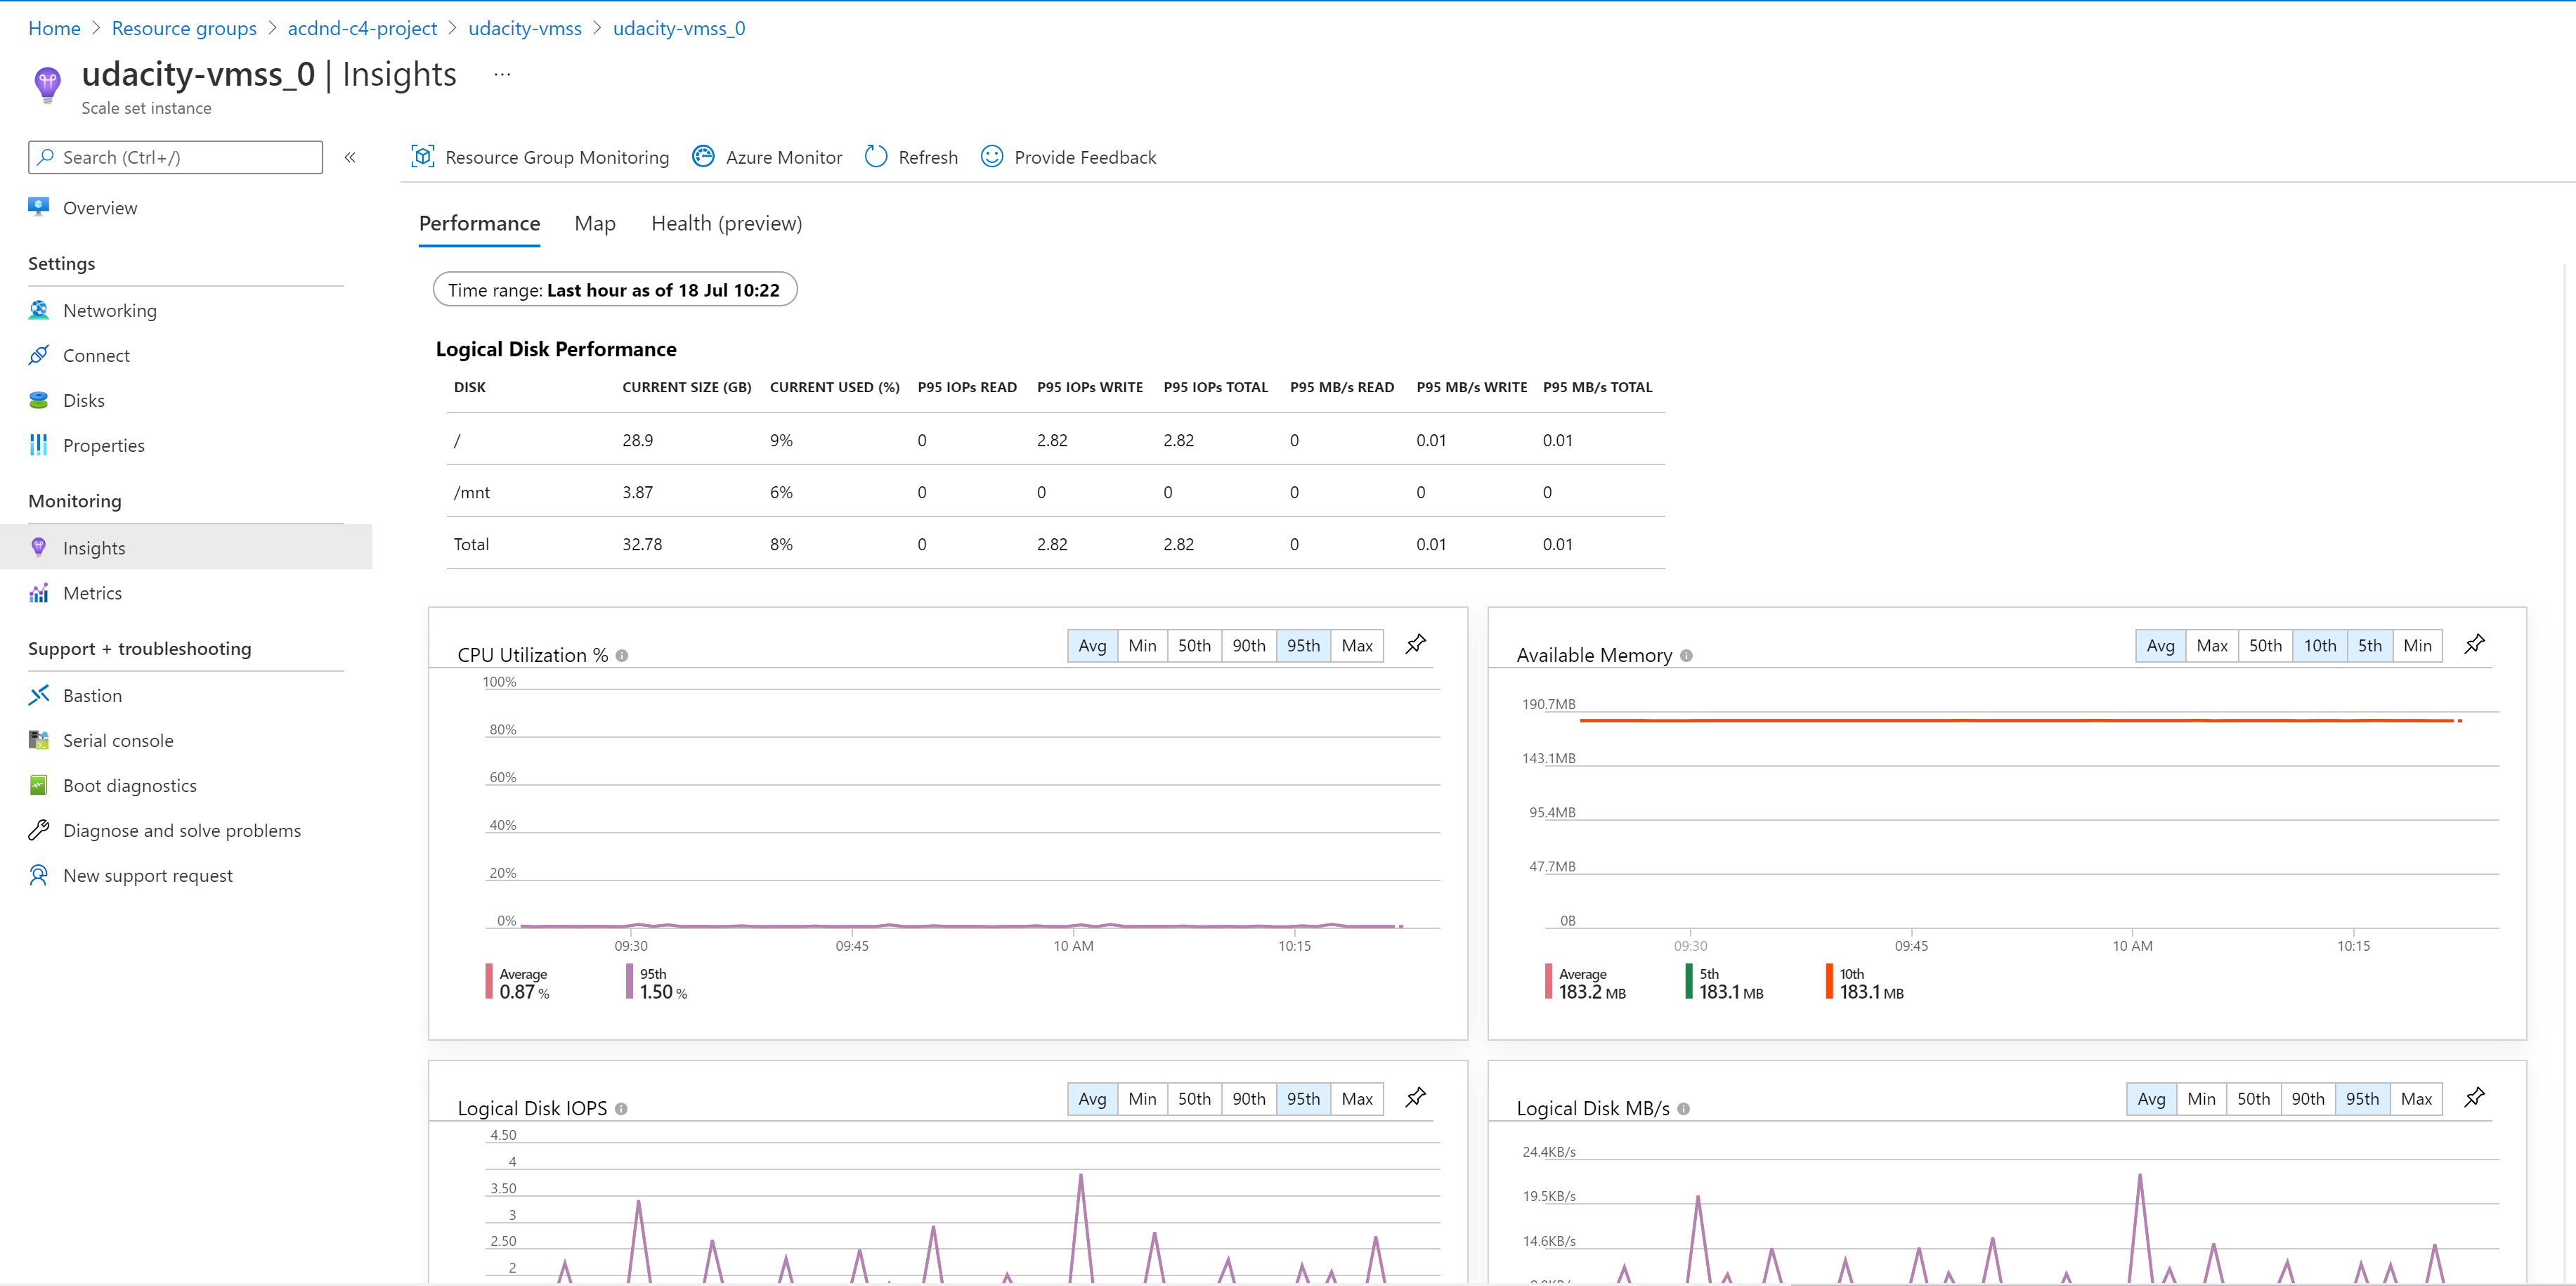 Home > Resource groups > acdnd-c4-project > udacity-vmss > udacity-vmss_0
udacity-vmss_0 | Insights ...
Scale set instance
Search (Ctrl+/) «
Resource Group Monitoring Azure Monitor Refresh Provide Feedback
Overview
Settings
Networking
Connect
Disks
Properties
Monitoring
Insights
Metrics
Support + troubleshooting
Bastion
Serial console
Boot diagnostics
Diagnose and solve problems
New support request
Performance Map Health (preview)
Time range: Last hour as of 18 Jul 10:22
Logical Disk Performance
DISK CURRENT SIZE (GB) CURRENT USED (%) P95 IOPs READ P95 IOPs WRITE P95 IOPs TOTAL P95 MB/s READ P95 MB/s WRITE P95 MB/s TOTAL
/ 28.9 9% 0 2.82 2.82 0 0.01 0.01
/mnt 3.87 6% 0 0 0 0 0 0
Total 32.78 8% 0 2.82 2.82 0 0.01 0.01
CPU Utilization % Avg Min 50th 90th 95th Max
100%
80%
60%
40%
20%
0%
09:30 09:45 10 AM 10:15
Average 95th
0.87 % 1.50 %
Available Memory Avg Max 50th 10th 5th Min
190.7MB
143.1MB
95.4MB
47.7MB
0B
09:30 09:45 10 AM 10:15
Average 5th 10th
183.2 MB 183.1 MB 183.1 MB
Logical Disk IOPS Avg Min 50th 90th 95th Max
4.50
4
3.50
3
2.50
2
Logical Disk MB/s Avg Min 50th 90th 95th Max
24.4KB/s
19.5KB/s
14.6KB/s